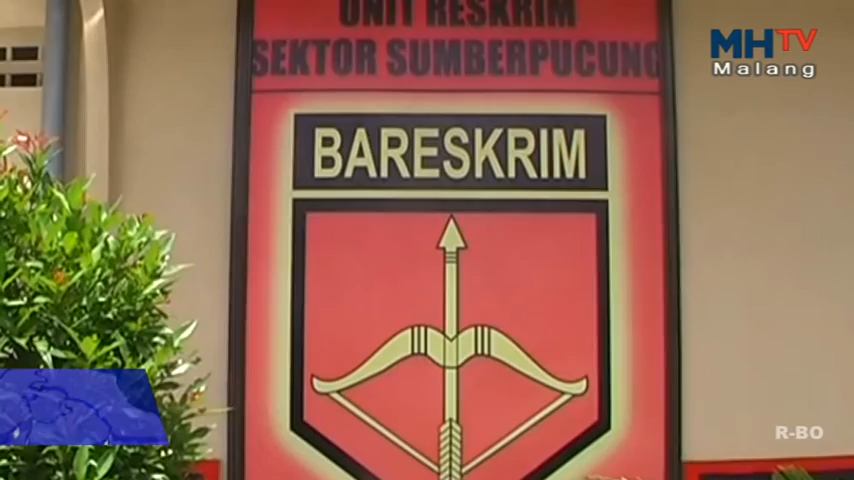 UNIT RESKRIM
SEKTOR SUMBERPUCUNG
BARESKRIM
MHTV
Malang
R-BO